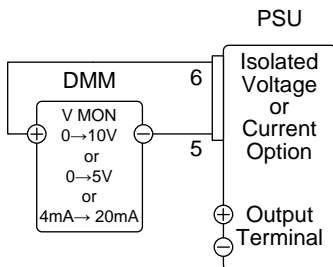 PSU
DMM
V MON
0→10V
or
0→5V
or
4mA→ 20mA
6
5
Isolated
Voltage
or
Current
Option
Output
Terminal